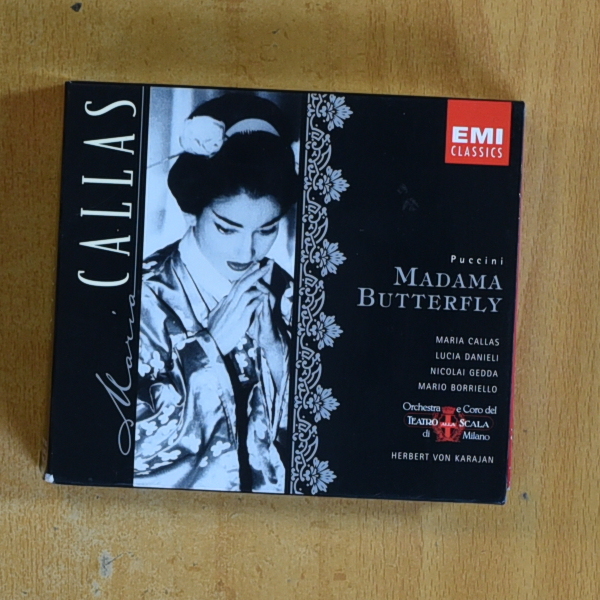 Maria CALLAS
EMI
CLASSICS
Puccini
MADAMA
BUTTERFLY
MARIA CALLAS
LUCIA DANIELI
NICOLAI GEDDA
MARIO BORRIELLO
Orchestra e Coro del
TEATRO ALLA SCALA
di Milano
HERBERT VON KARAJAN